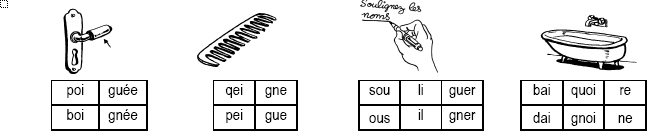 Soulignez les
noms
poi guée qei gne sou li guer bai quoi re
boi gnée pei gue ous il gner dai gnoi ne